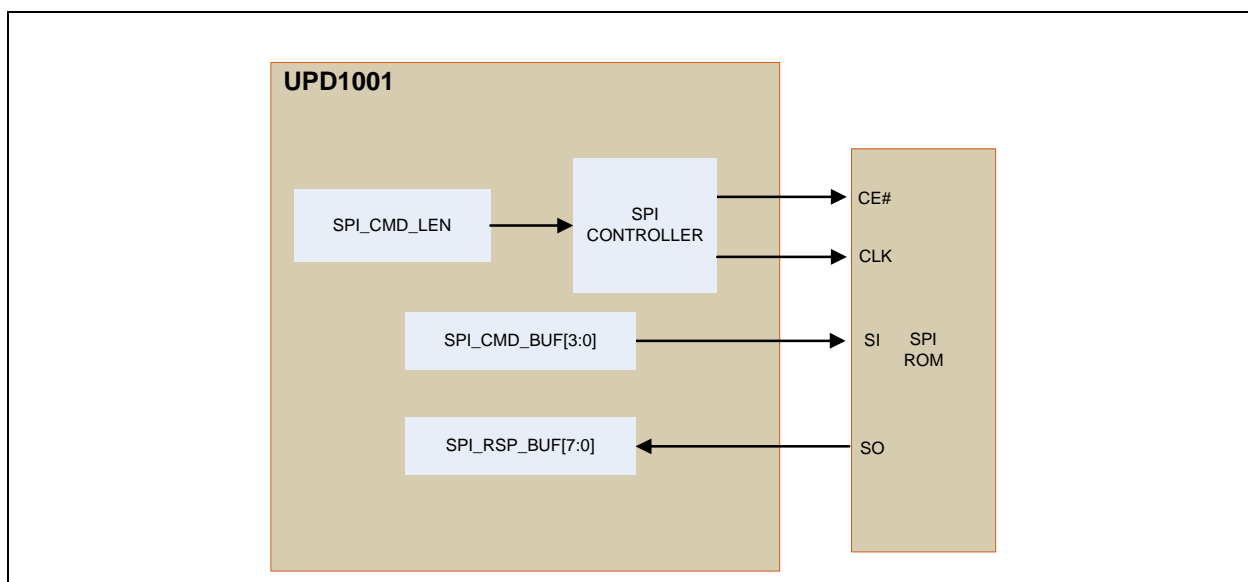 UPD1001
SPI_CMD_LEN
SPI
CONTROLLER
CE#
CLK
SPI_CMD_BUF[3:0]
SI
SPI
ROM
SPI_RSP_BUF[7:0]
SO